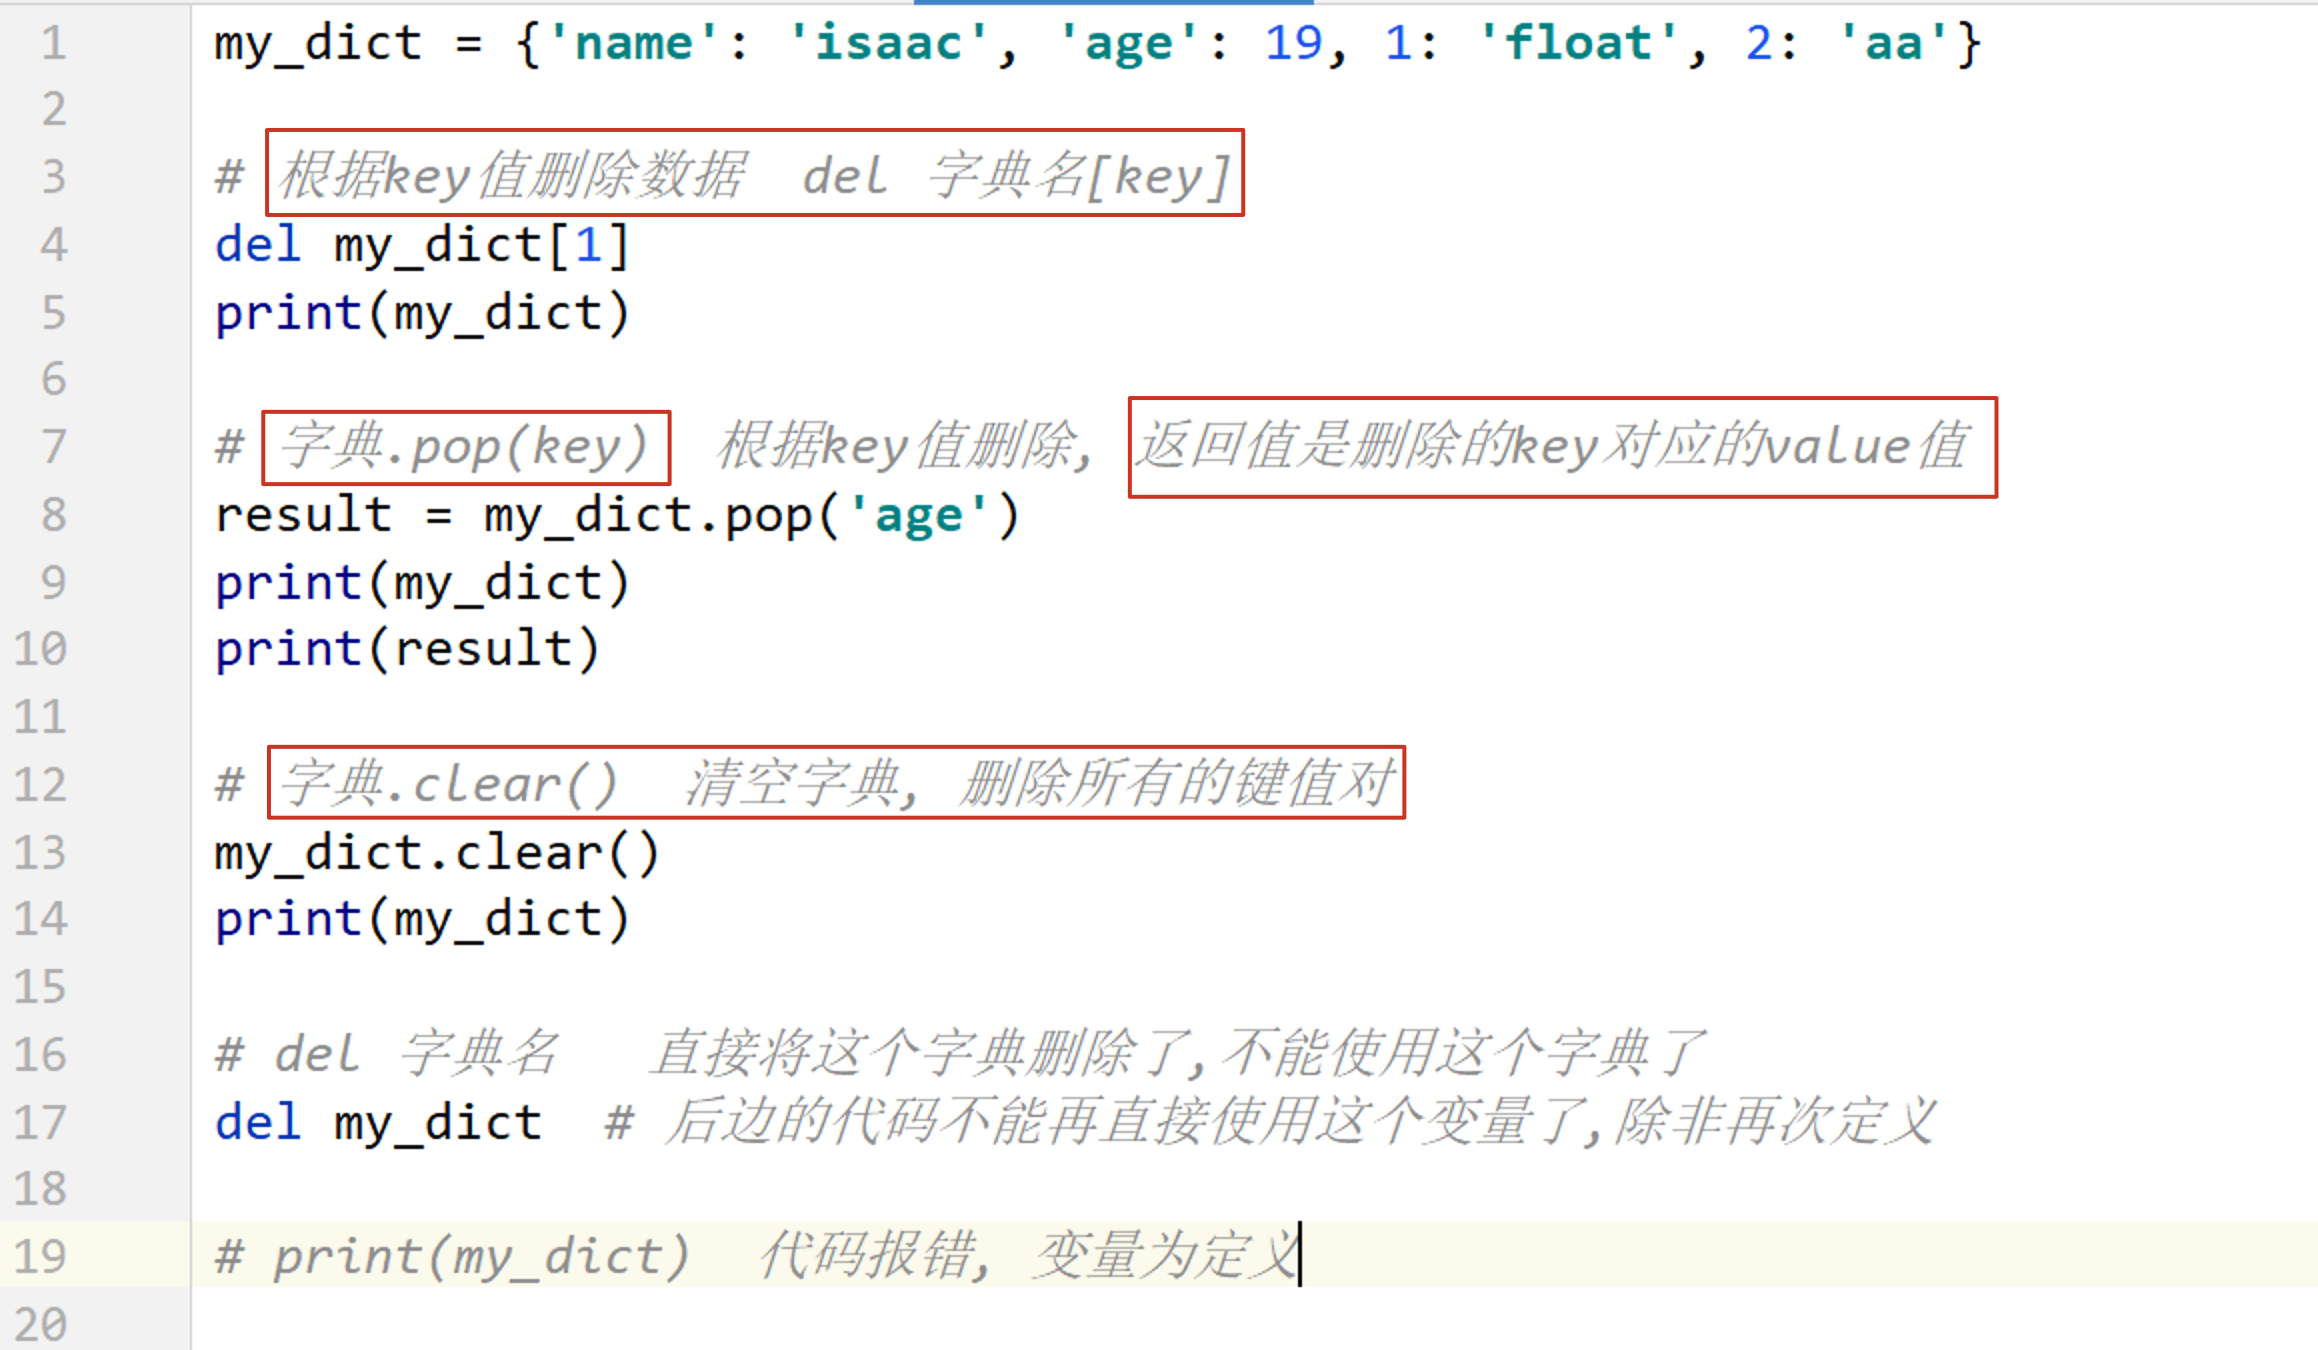 1 my_dict = {'name': 'isaac', 'age': 19, 1: 'float', 2: 'aa'}
2
3 # 根据key值删除数据  del 字典名[key]
4 del my_dict[1]
5 print(my_dict)
6
7 # 字典.pop(key)  根据key值删除, 返回值是删除的key对应的value值
8 result = my_dict.pop('age')
9 print(my_dict)
10 print(result)
11
12 # 字典.clear()  清空字典, 删除所有的键值对
13 my_dict.clear()
14 print(my_dict)
15
16 # del 字典名   直接将这个字典删除了,不能使用这个字典了
17 del my_dict  # 后边的代码不能再直接使用这个变量了,除非再次定义
18
19 # print(my_dict)  代码报错, 变量为定义
20